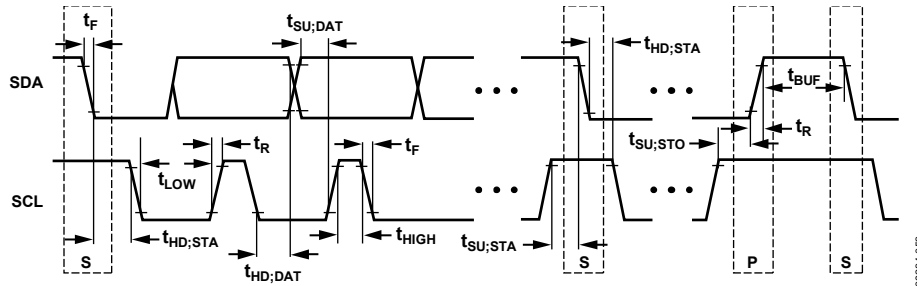 tF
tSU;DAT
tHD;STA
SDA
tBUF
tR
tF
tSU;STO
tR
tLOW
SCL
tHD;STA
tHIGH
tSU;STA
tHD;DAT
S
S
P
S